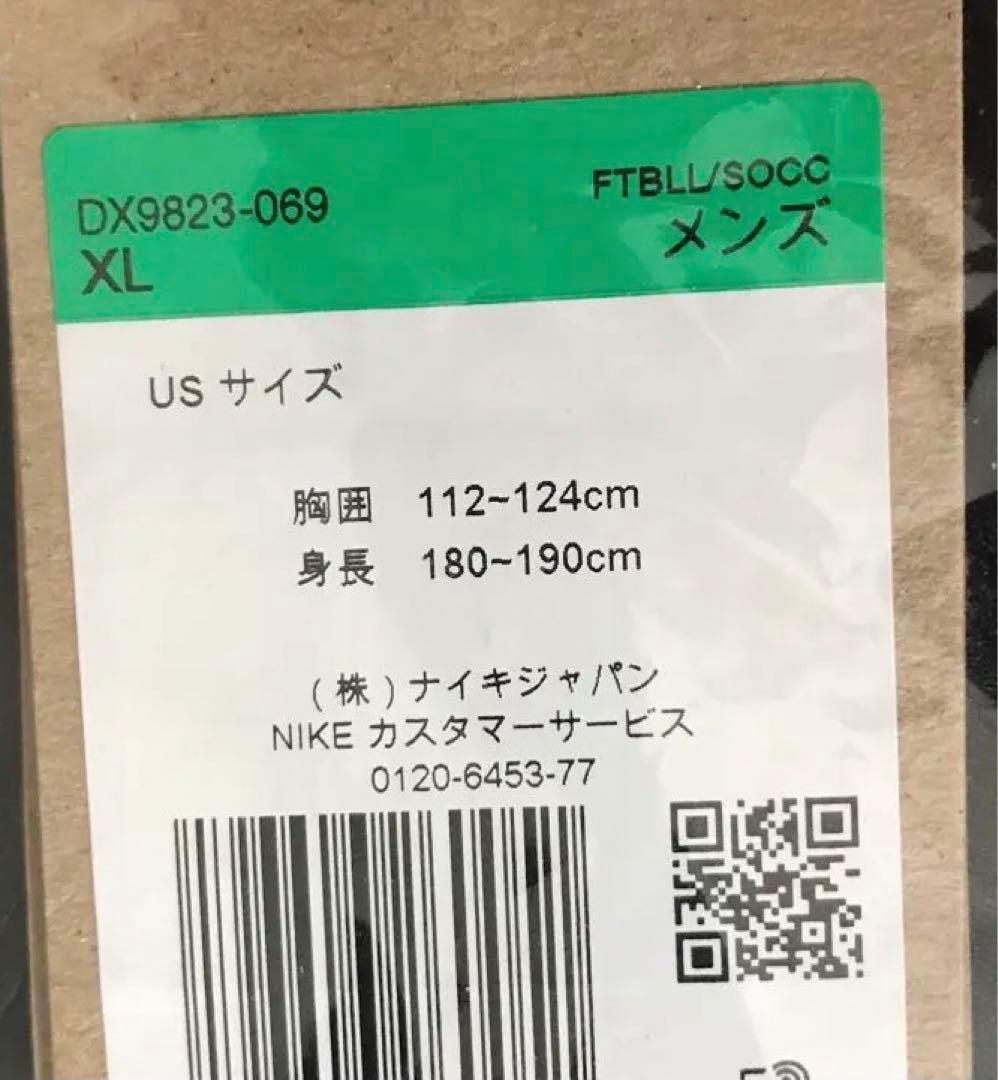 DX9823-069
XL
FTBLL/SOCC
メンズ
US サイズ
胸囲 112~124cm
身長 180~190cm
(株)ナイキジャパン
NIKE カスタマーサービス
0120-6453-77